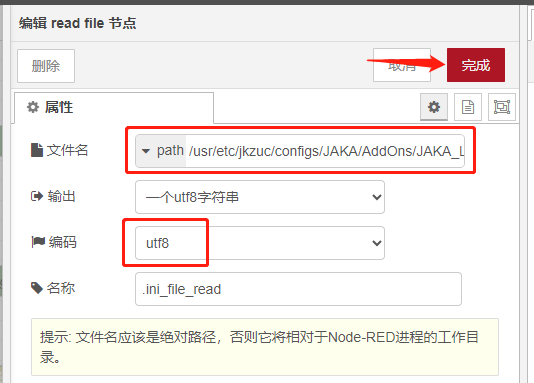 编辑 read file 节点
删除
取消
完成
属性
文件名
path /usr/etc/jkzuc/configs/JAKA/AddOns/JAKA_L
输出
一个utf8字符串
编码
utf8
名称
.ini_file_read
提示: 文件名应该是绝对路径，否则它将相对于Node-RED进程的工作目
录。